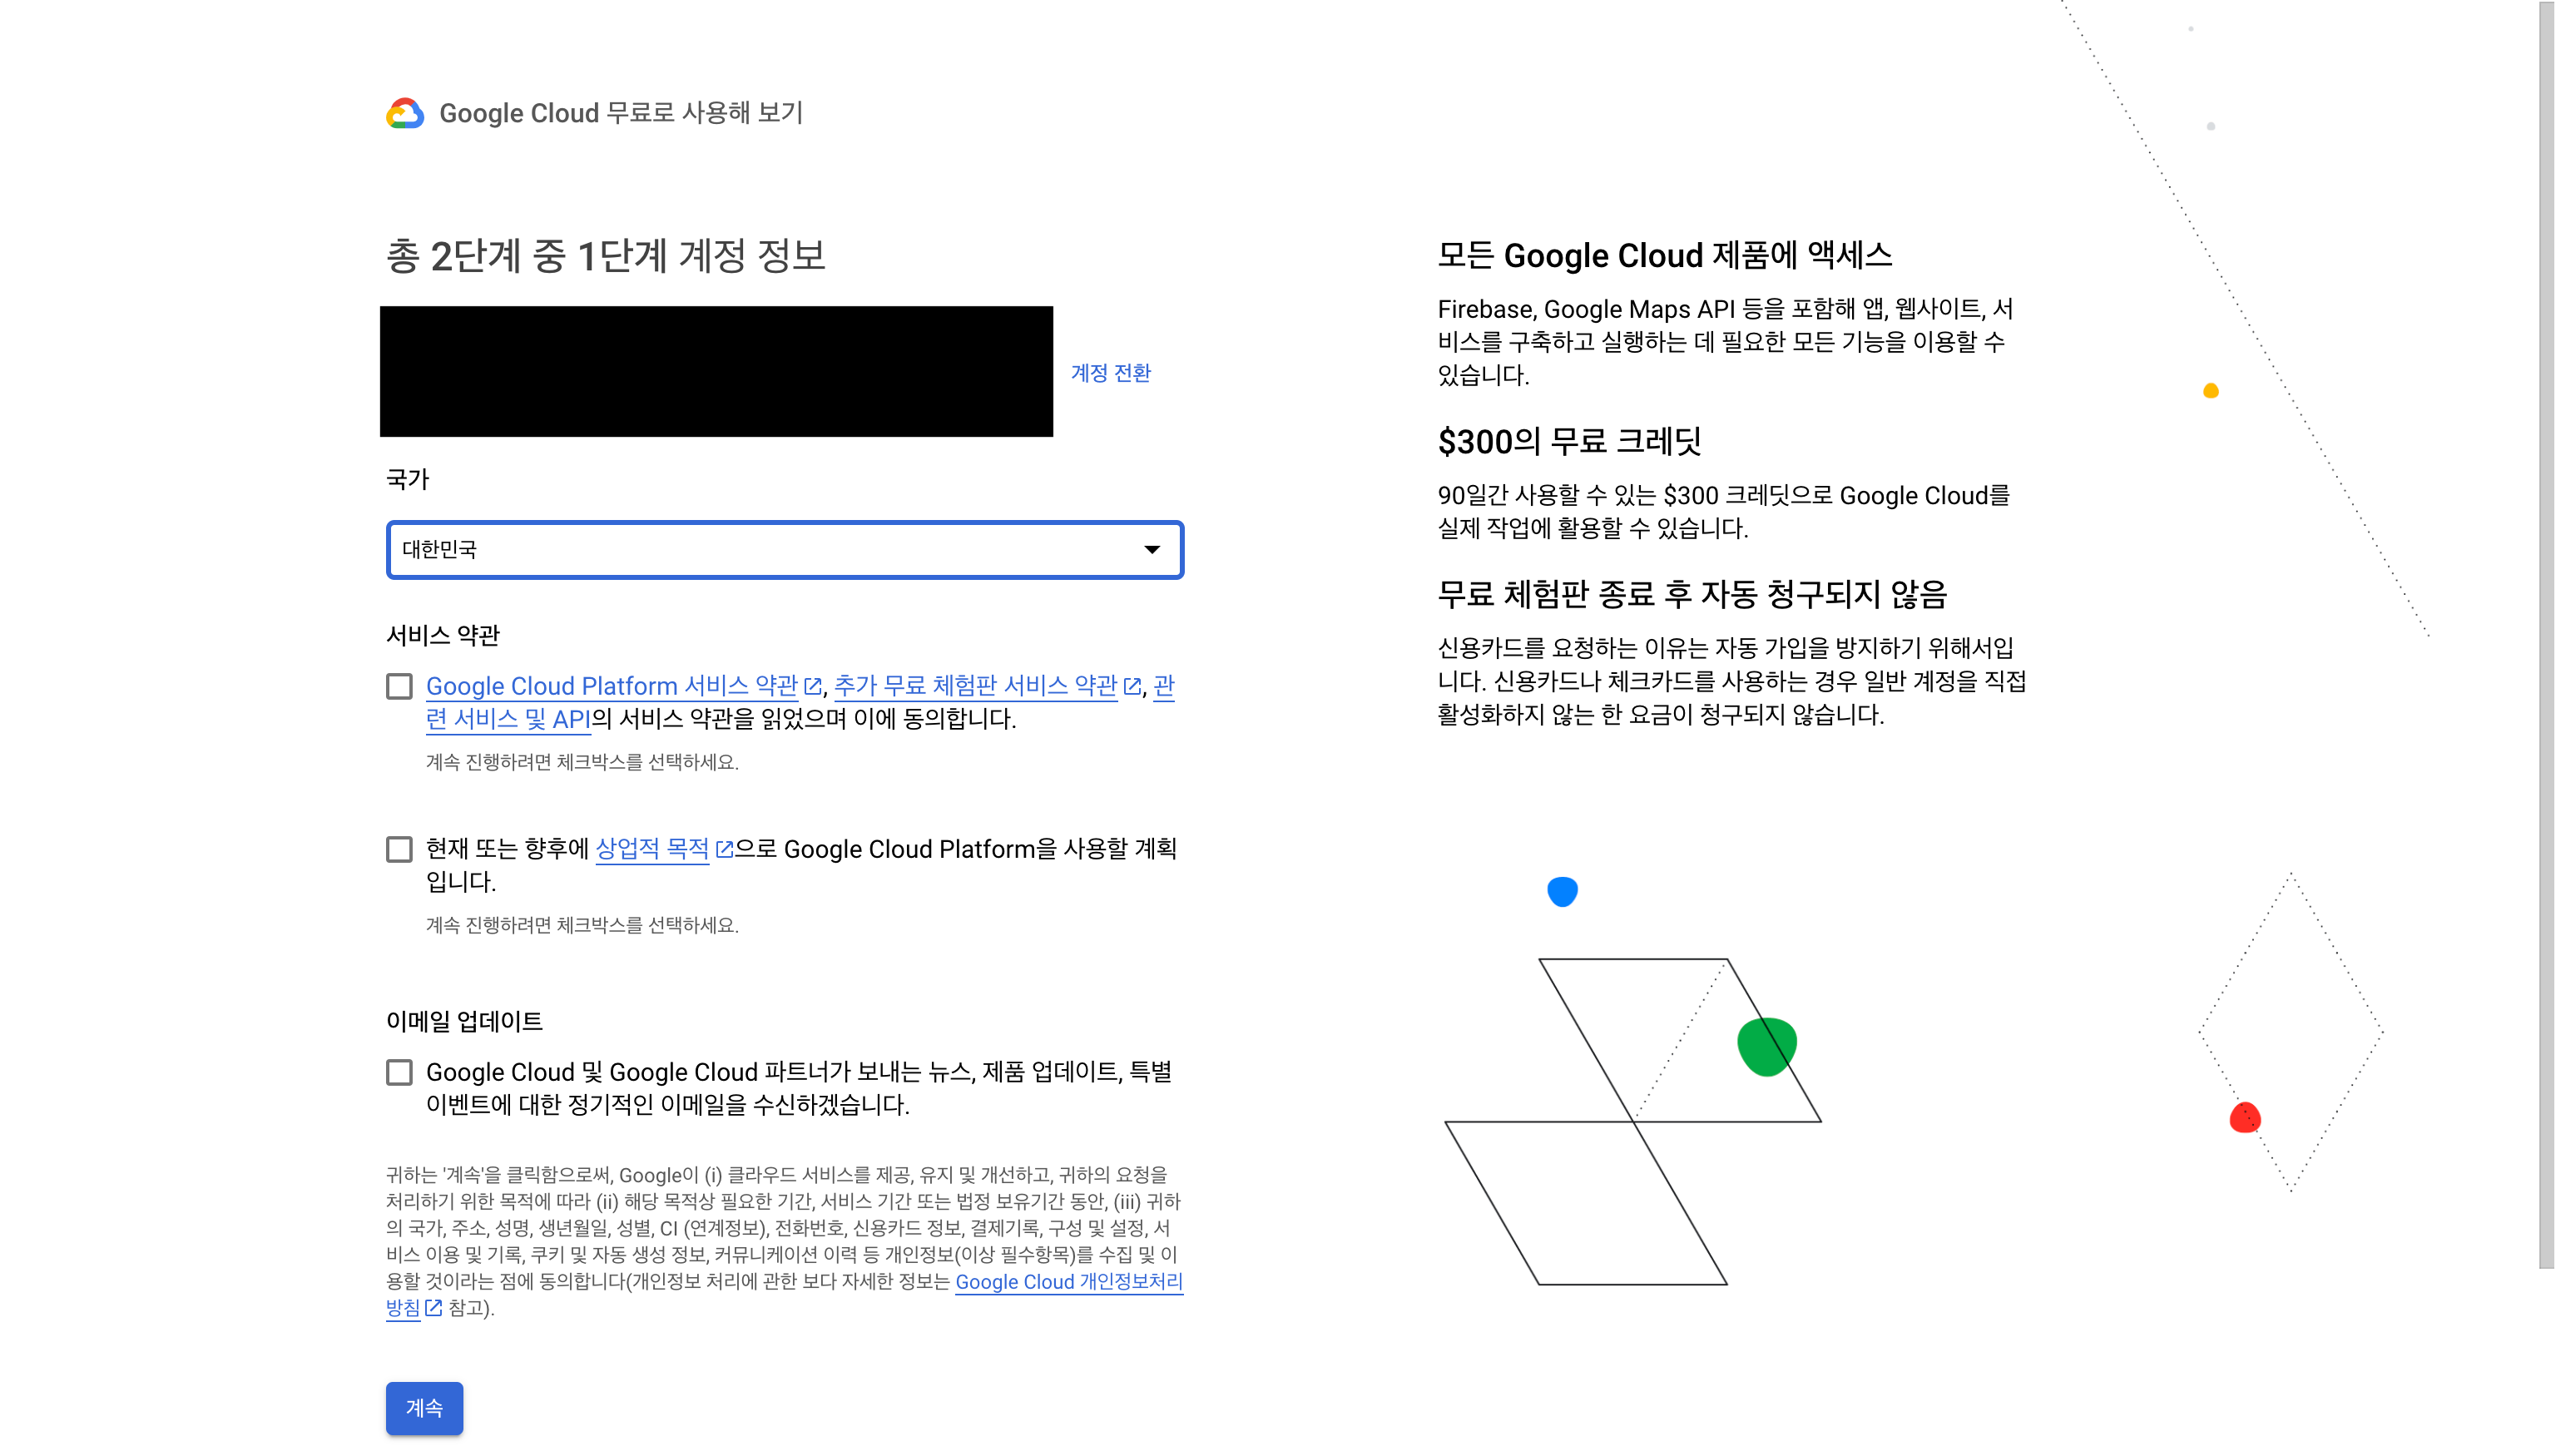 Google Cloud 무료로 사용해 보기
총 2단계 중 1단계 계정 정보
계정 전환
국가
대한민국
서비스 약관
Google Cloud Platform 서비스 약관, 추가 무료 체험판 서비스 약관, 관
련 서비스 및 API의 서비스 약관을 읽었으며 이에 동의합니다.
계속 진행하려면 체크박스를 선택하세요.
현재 또는 향후에 상업적 목적으로 Google Cloud Platform을 사용할 계획
입니다.
계속 진행하려면 체크박스를 선택하세요.
이메일 업데이트
Google Cloud 및 Google Cloud 파트너가 보내는 뉴스, 제품 업데이트, 특별
이벤트에 대한 정기적인 이메일을 수신하겠습니다.
귀하는 '계속'을 클릭함으로써, Google이 (i) 클라우드 서비스를 제공, 유지 및 개선하고, 귀하의 요청을
처리하기 위한 목적에 따라 (ii) 해당 목적상 필요한 기간, 서비스 기간 또는 법정 보유기간 동안, (iii) 귀하
의 국가, 주소, 성명, 생년월일, 성별, CI (연계정보), 전화번호, 신용카드 정보, 결제기록, 구성 및 설정, 서
비스 이용 및 기록, 쿠키 및 자동 생성 정보, 커뮤니케이션 이력 등 개인정보(이상 필수항목)를 수집 및 이
용할 것이라는 점에 동의합니다(개인정보 처리에 관한 보다 자세한 정보는 Google Cloud 개인정보처리
방침 참고).
계속
모든 Google Cloud 제품에 액세스
Firebase, Google Maps API 등을 포함해 앱, 웹사이트, 서
비스를 구축하고 실행하는 데 필요한 모든 기능을 이용할 수
있습니다.
$300의 무료 크레딧
90일간 사용할 수 있는 $300 크레딧으로 Google Cloud를
실제 작업에 활용할 수 있습니다.
무료 체험판 종료 후 자동 청구되지 않음
신용카드를 요청하는 이유는 자동 가입을 방지하기 위해서입
니다. 신용카드나 체크카드를 사용하는 경우 일반 계정을 직접
활성화하지 않는 한 요금이 청구되지 않습니다.